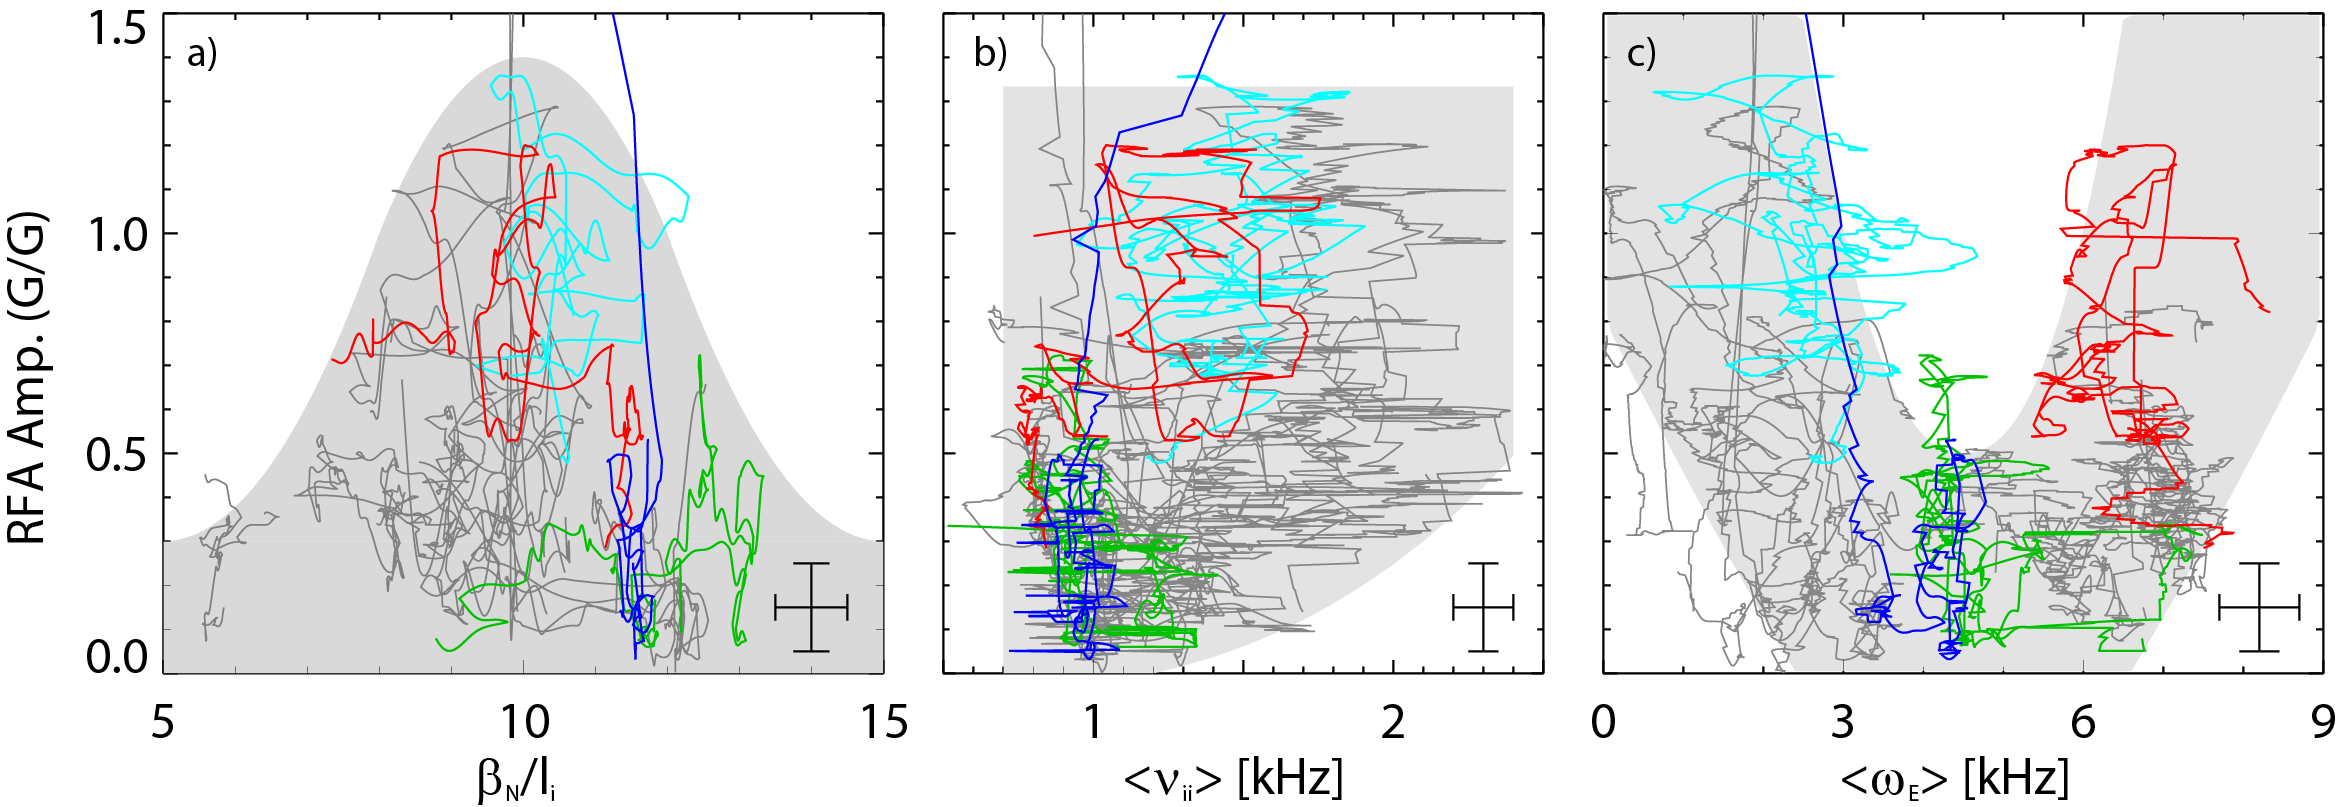 a)
b)
c)
1.5
1.0
0.5
0.0
RFA Amp. (G/G)
5
10
15
1
2
0
3
6
9
βN/li
<νii> [kHz]
<ωE> [kHz]